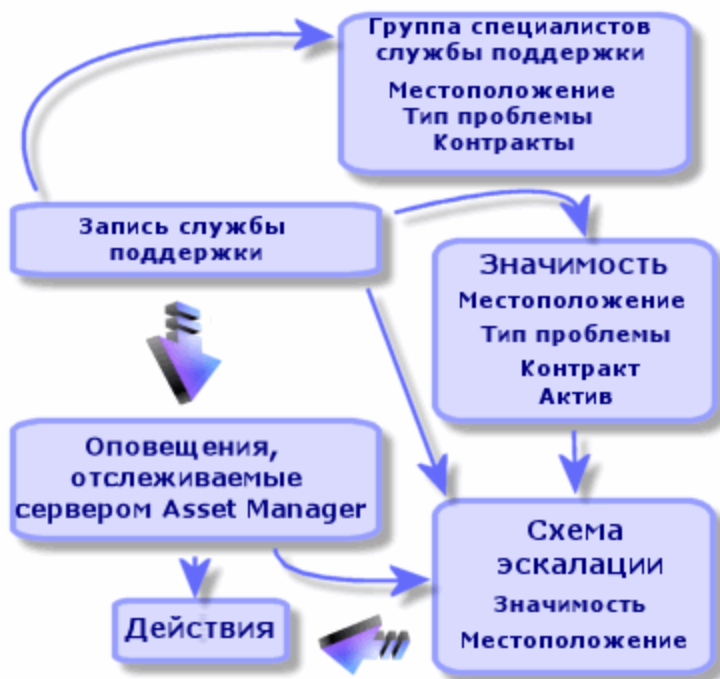 Группа специалистов
службы поддержки
Местоположение
Тип проблемы
Контракты
Запись службы
поддержки
Значимость
Местоположение
Тип проблемы
Контракт
Актив
Оповещения,
отслеживаемые
сервером Asset Manager
Схема
эскалации
Значимость
Местоположение
Действия